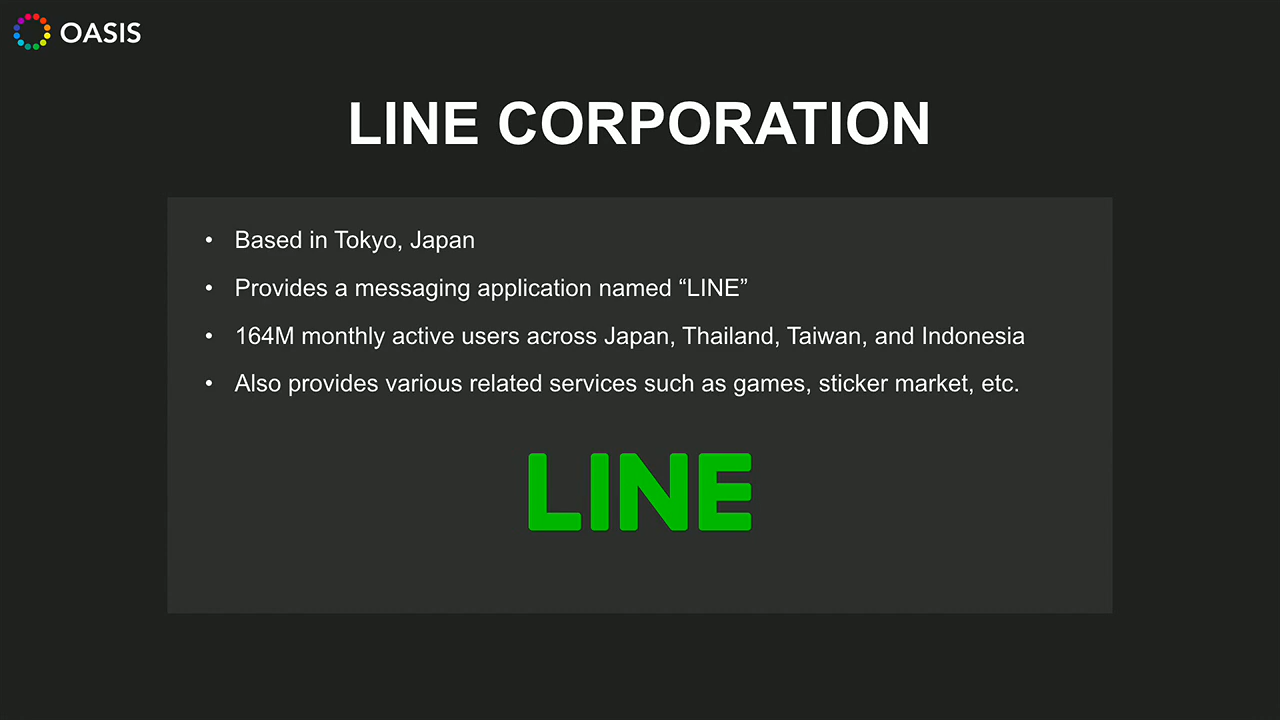 OASIS
LINE CORPORATION
• Based in Tokyo, Japan
• Provides a messaging application named “LINE”
• 164M monthly active users across Japan, Thailand, Taiwan, and Indonesia
• Also provides various related services such as games, sticker market, etc.
LINE